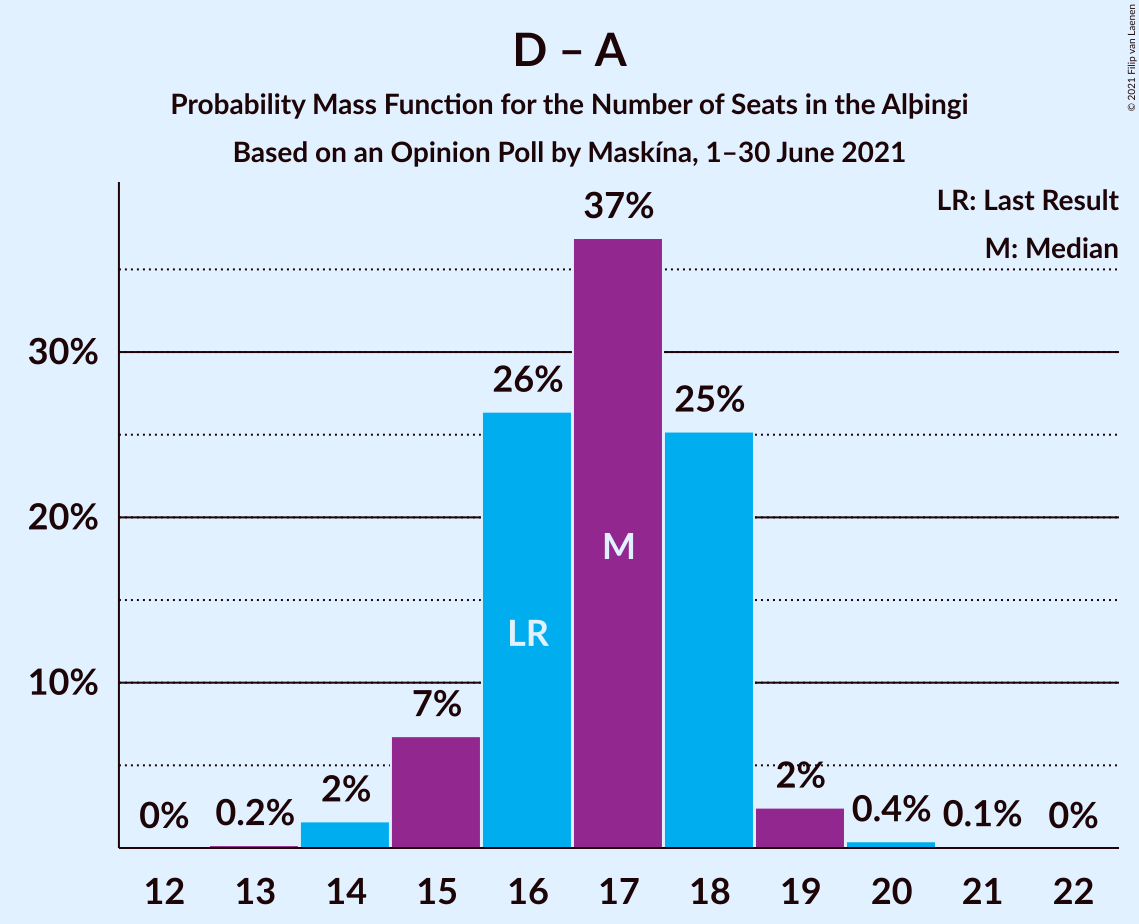 D – A
Probability Mass Function for the Number of Seats in the Alþingi
Based on an Opinion Poll by Maskína, 1–30 June 2021
© 2021 Filip van Laenen
LR: Last Result
M: Median
37%
30%
26%
25%
20%
M
LR
10%
7%
2%
2%
0%
0.2%
0.4%
0.1%
0%
12 13 14 15 16 17 18 19 20 21 22